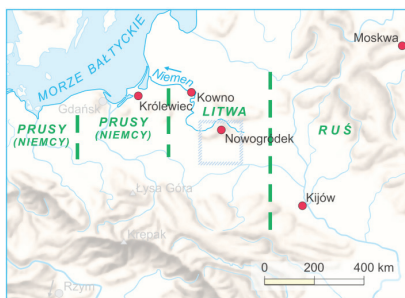 Moskwa
MORZE BAŁTYCKIE
Niemen
Gdańsk
Królewiec
Kowno
LITWA
PRUSY
(NIEMCY)
PRUSY
(NIEMCY)
Nowogródek
RUŚ
Łysa Góra
Kijów
Krępak
0 200 400 km
Rzym